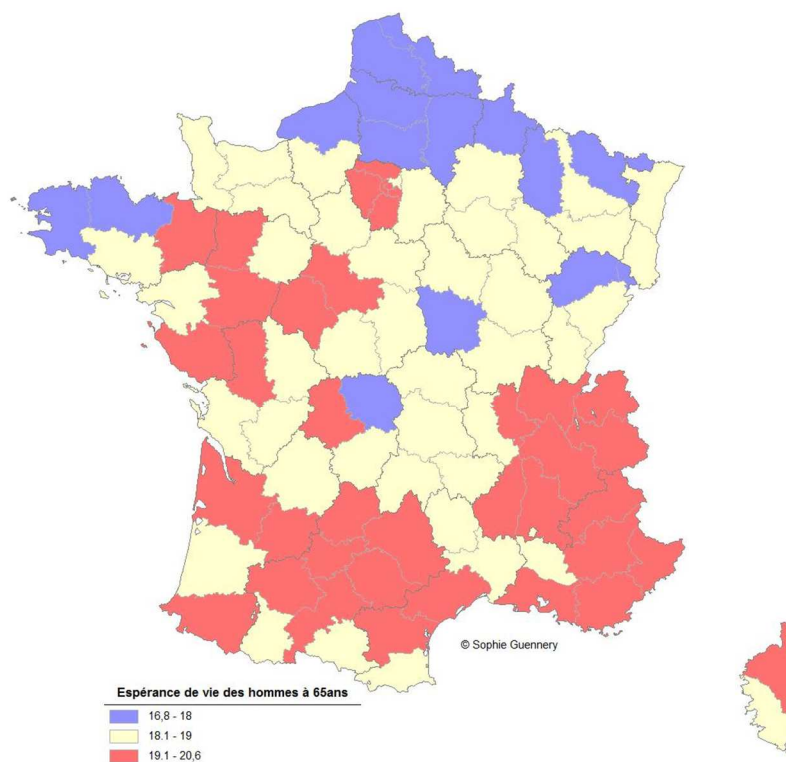 © Sophie Guennery
Espérance de vie des hommes à 65ans
16,8 - 18
18.1 - 19
19.1 - 20,6